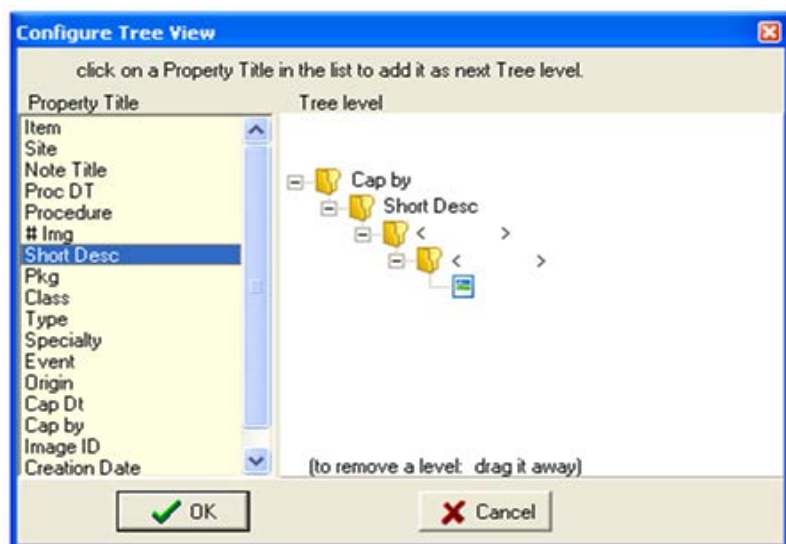 Configure Tree View
click on a Property Title in the list to add it as next Tree level.
Property Title
Tree level
Item
Site
Note Title
Proc DT
Procedure
# Img
Short Desc
Pkg
Class
Type
Specialty
Event
Origin
Cap Dt
Cap by
Image ID
Creation Date
Cap by
Short Desc
< >
< >
(to remove a level: drag it away)
OK
Cancel